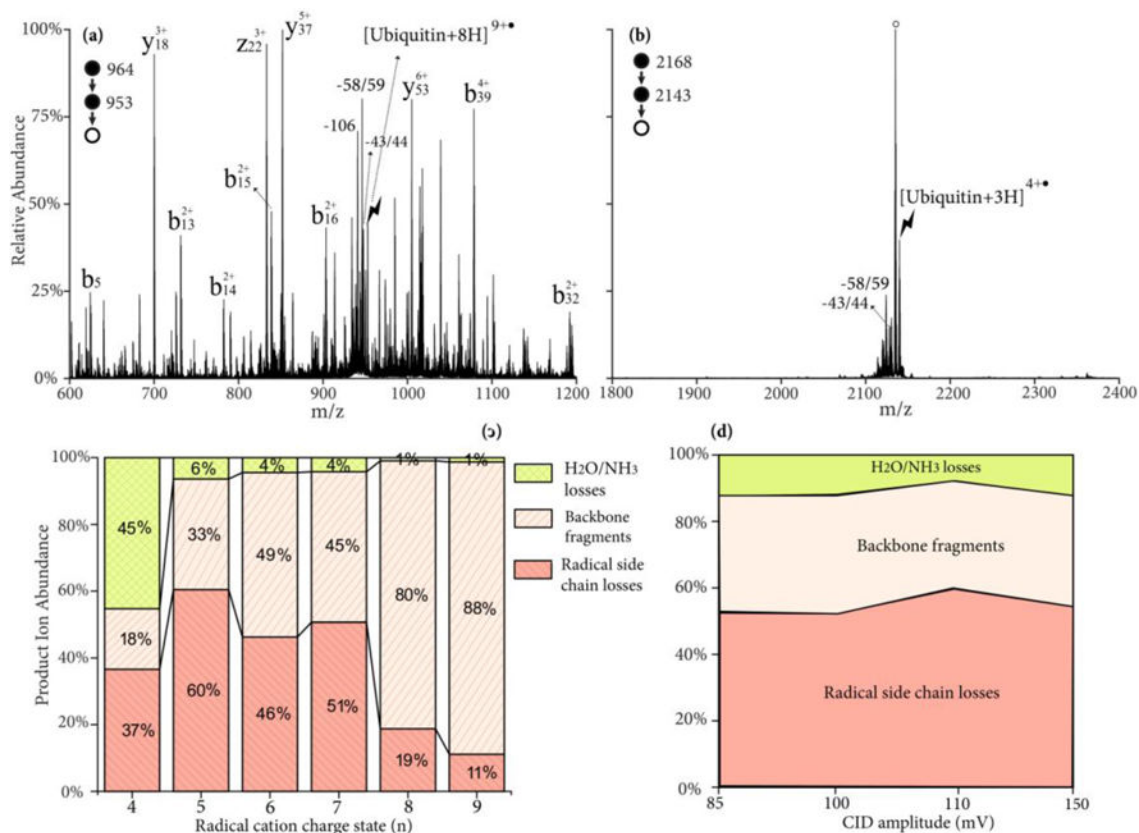 (a)
100%
75%
50%
25%
0%
Relative Abundance
964
953
y18 3+
z22 3+
y37 5+
[Ubiquitin+8H] 9+•
-58/59
-106
-43/44
y53 6+
b39 4+
b5
b13 2+
b14 2+
b15 2+
b16 2+
b32 2+
600 700 800 900 1000 1100 1200
m/z
(b)
2168
2143
[Ubiquitin+3H] 4+•
-58/59
-43/44
1800 1900 2000 2100 2200 2300 2400
m/z
Product Ion Abundance
100%
80%
60%
40%
20%
0%
45% 6% 4% 4% 1% 1%
18% 33% 49% 45% 80% 88%
37% 60% 46% 51% 19% 11%
4 5 6 7 8 9
Radical cation charge state (n)
H2O/NH3
losses
Backbone
fragments
Radical side
chain losses
(d)
100%
80%
60%
40%
20%
0%
H2O/NH3 losses
Backbone fragments
Radical side chain losses
85 100 110 150
CID amplitude (mV)